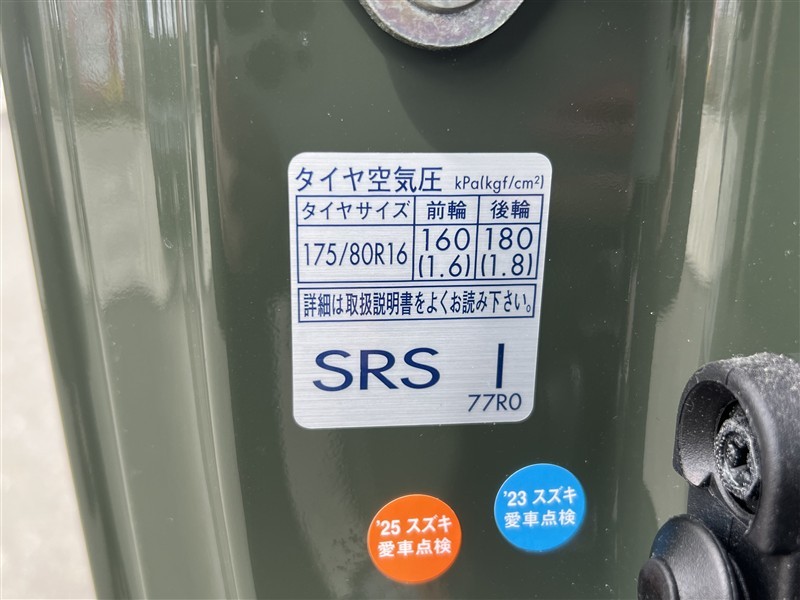 タイヤ空気圧 kPa(kgf/cm²)
タイヤサイズ 前輪 後輪
175/80R16 160 180
(1.6) (1.8)
詳細は取扱説明書をよくお読み下さい。
SRS I
77R0
'25 スズキ
愛車点検
'23 スズキ
愛車点検